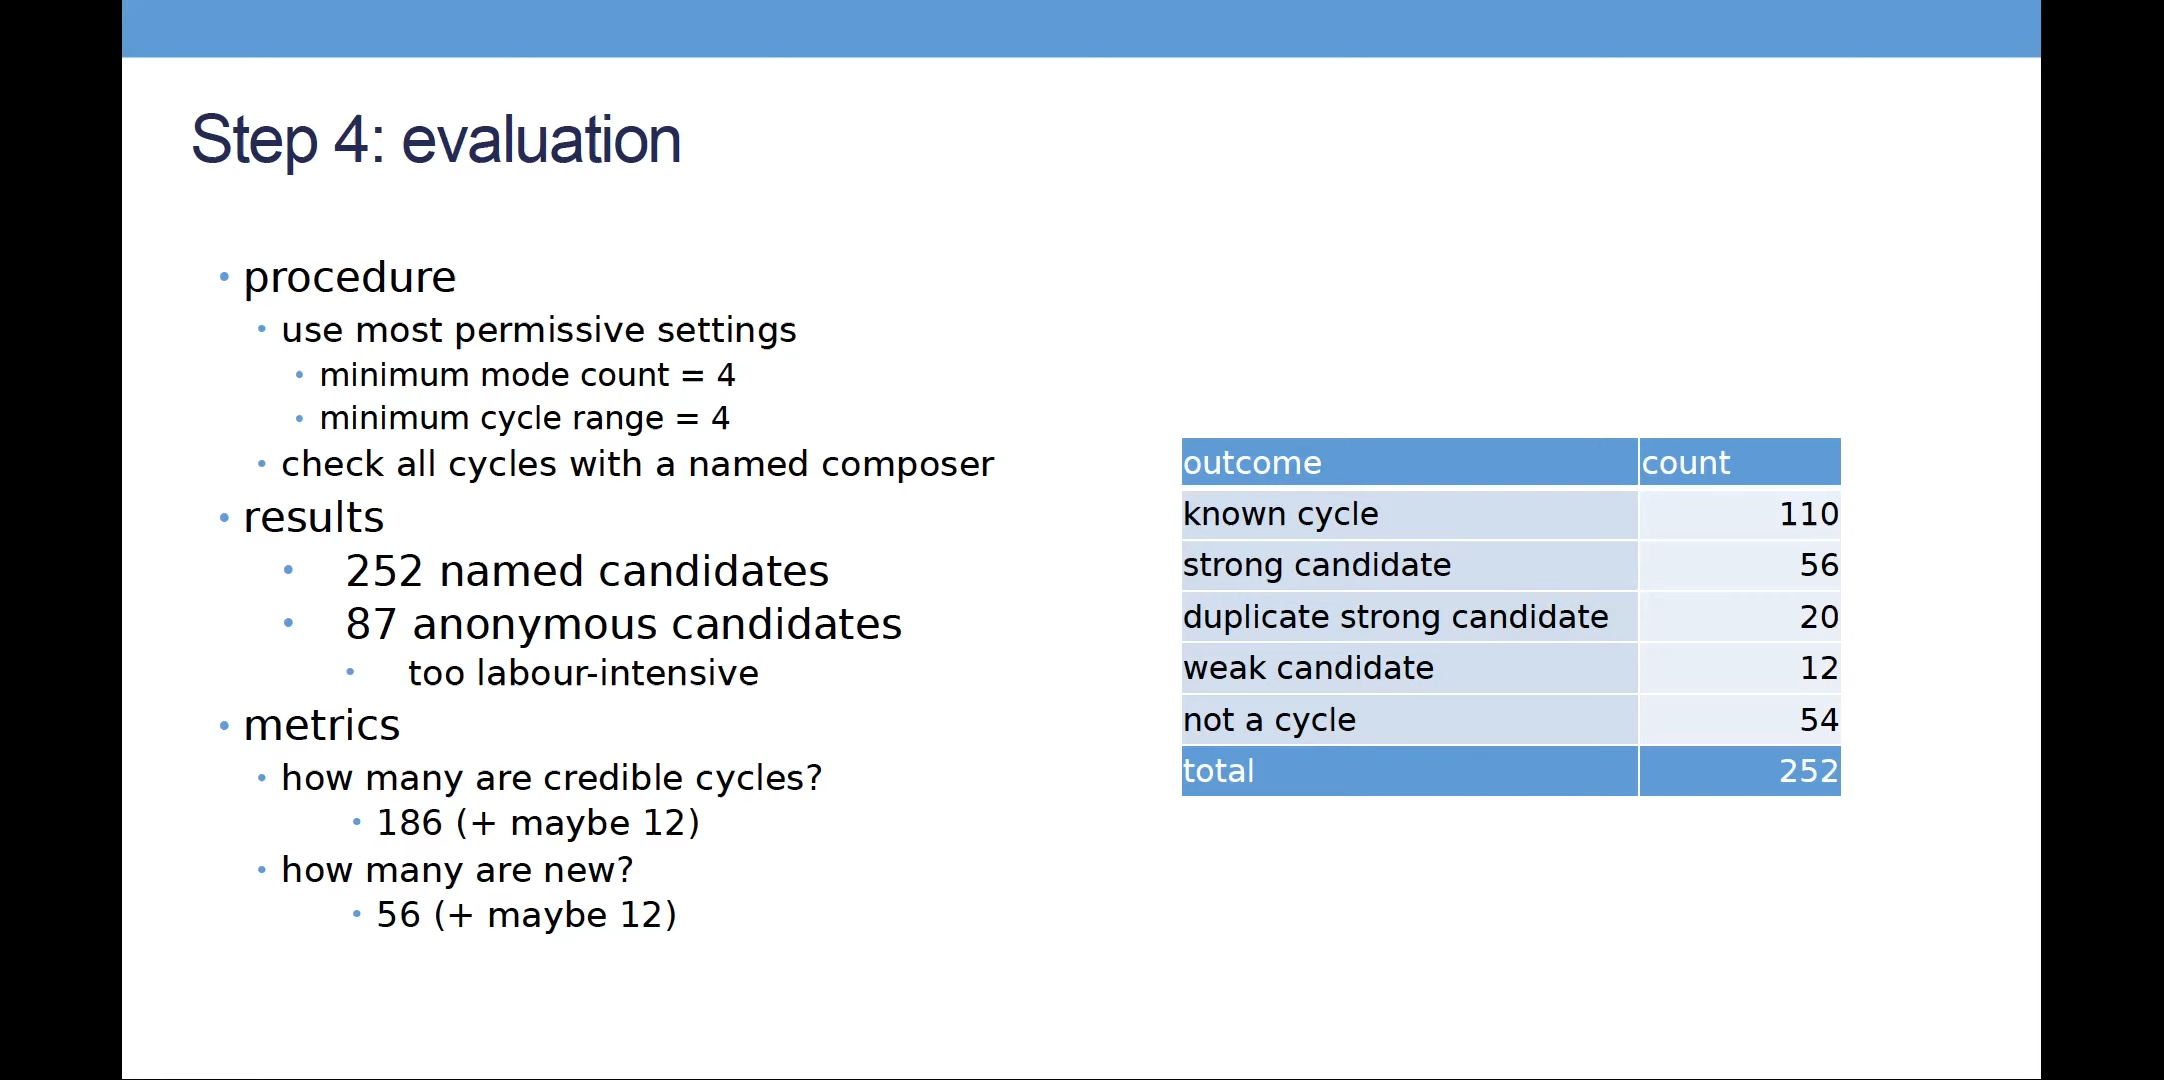 Step 4: evaluation
• procedure
• use most permissive settings
• minimum mode count = 4
• minimum cycle range = 4
• check all cycles with a named composer
• results
• 252 named candidates
• 87 anonymous candidates
• too labour-intensive
• metrics
• how many are credible cycles?
• 186 (+ maybe 12)
• how many are new?
• 56 (+ maybe 12)
outcome count
known cycle 110
strong candidate 56
duplicate strong candidate 20
weak candidate 12
not a cycle 54
total 252